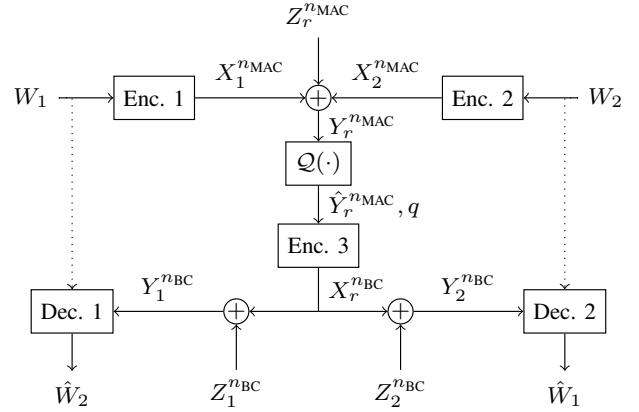 Z_r^{n_MAC}
X_1^{n_MAC} X_2^{n_MAC}
W_1 Enc. 1 + Enc. 2 W_2
Y_r^{n_MAC}
𝒬(·)
Ŷ_r^{n_MAC}, q
Enc. 3
Y_1^{n_BC} X_r^{n_BC} Y_2^{n_BC}
Dec. 1 + + Dec. 2
Ŵ_2 Z_1^{n_BC} Z_2^{n_BC} Ŵ_1